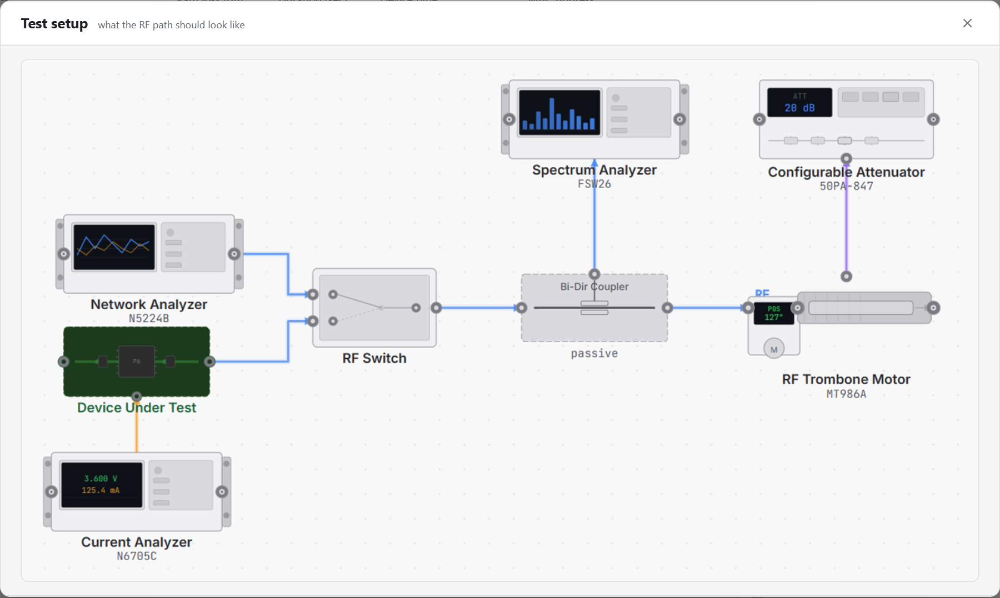 Test setup what the RF path should look like
ATT
20 dB
Spectrum Analyzer
FSW26
Configurable Attenuator
50PA-847
Network Analyzer
N5224B
Bi-Dir Coupler
RF
POS
127°
M
passive
RF Switch
PA
RF Trombone Motor
MT986A
Device Under Test
3.600 V
125.4 mA
Current Analyzer
N6705C